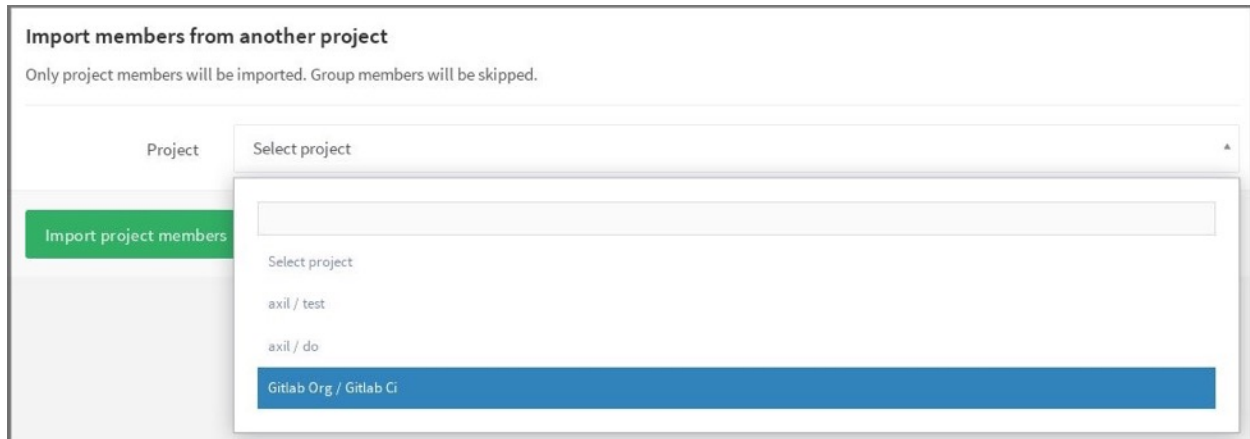 Import members from another project
Only project members will be imported. Group members will be skipped.
Project
Select project
Import project members
Select project
axil / test
axil / do
Gitlab Org / Gitlab Ci